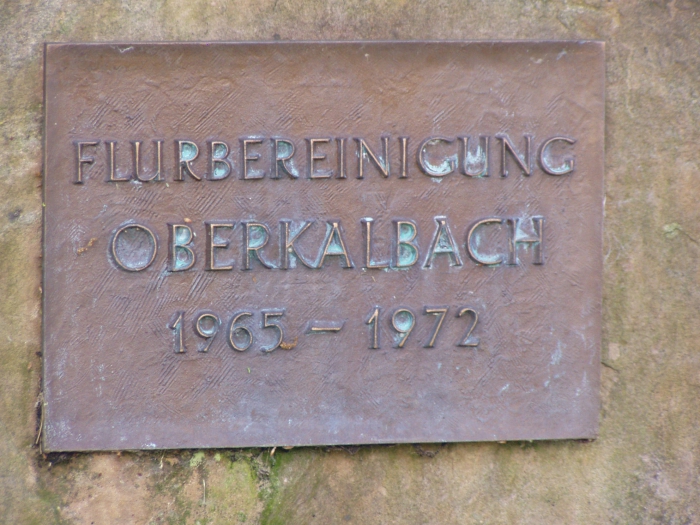 FLURBEREINIGUNG
OBERKALBACH
1965 – 1972